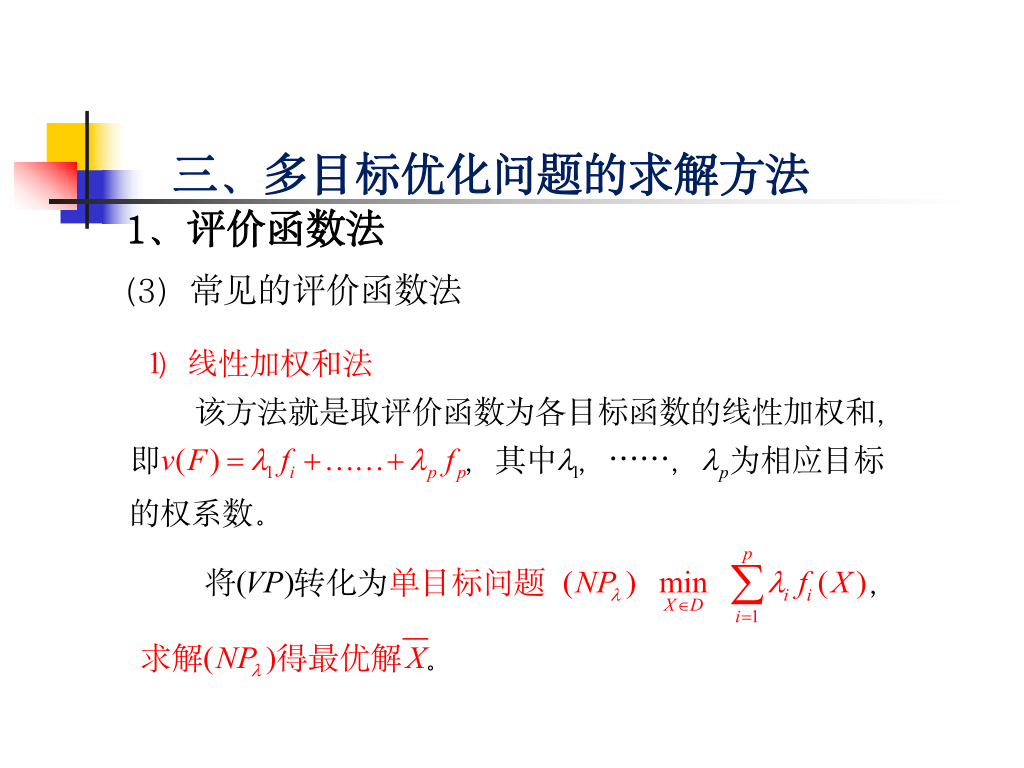 三、多目标优化问题的求解方法
1、评价函数法
(3) 常见的评价函数法
1) 线性加权和法
该方法就是取评价函数为各目标函数的线性加权和,
即v(F) = λ₁fᵢ + …… + λₚfₚ, 其中λ₁, ……, λₚ为相应目标
的权系数。
将(VP)转化为单目标问题 (NP_λ) min_{X∈D} ∑_{i=1}^{p} λᵢfᵢ(X),
求解(NP_λ)得最优解X̅。